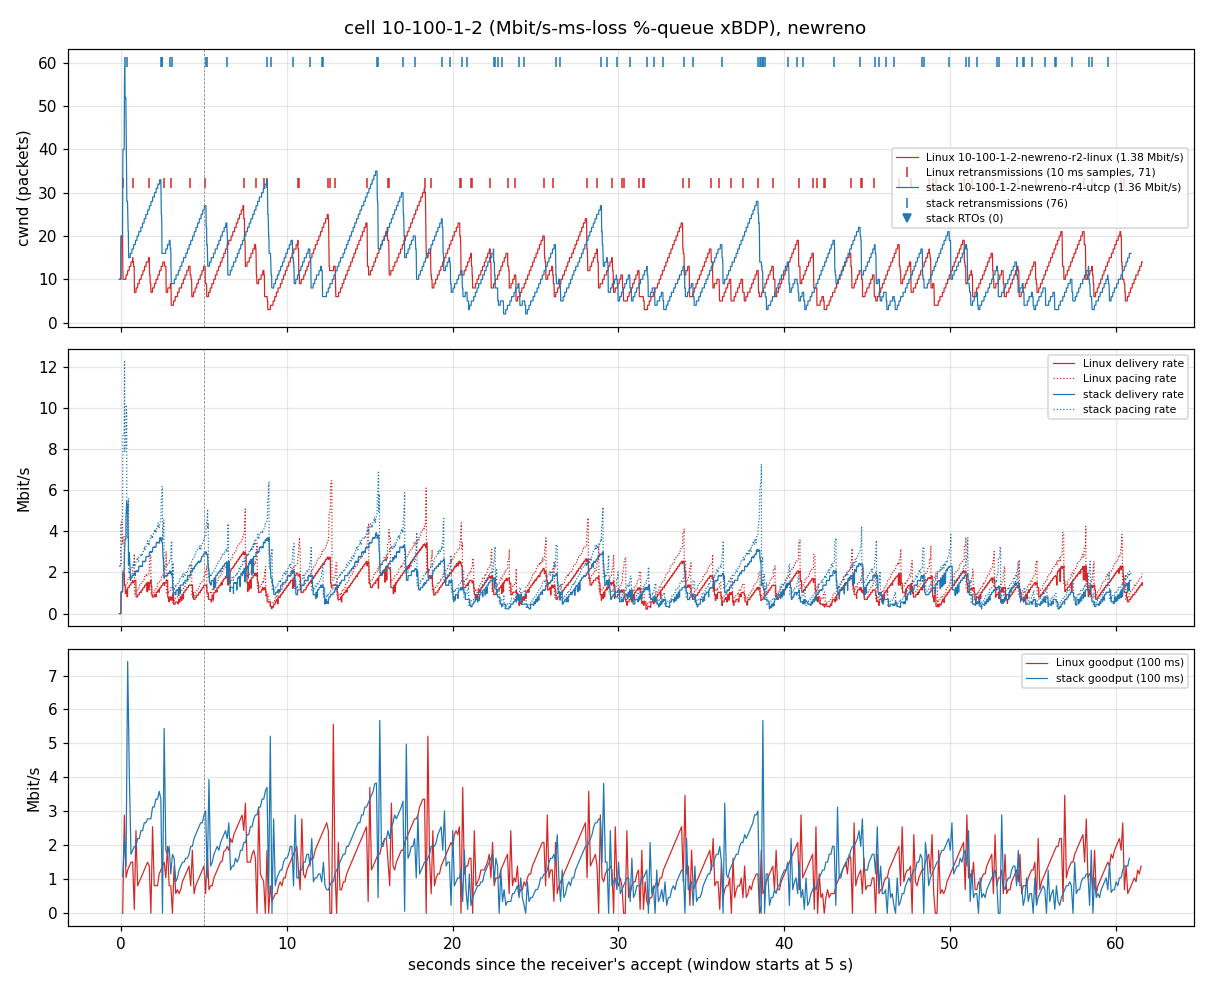 cell 10-100-1-2 (Mbit/s-ms-loss %-queue xBDP), newreno
cwnd (packets)
60
50
40
30
20
10
0
Linux 10-100-1-2-newreno-r2-linux (1.38 Mbit/s)
Linux retransmissions (10 ms samples, 71)
stack 10-100-1-2-newreno-r4-utcp (1.36 Mbit/s)
stack retransmissions (76)
stack RTOs (0)
Mbit/s
12
10
8
6
4
2
0
Linux delivery rate
Linux pacing rate
stack delivery rate
stack pacing rate
Mbit/s
7
6
5
4
3
2
1
0
Linux goodput (100 ms)
stack goodput (100 ms)
0 10 20 30 40 50 60
seconds since the receiver's accept (window starts at 5 s)